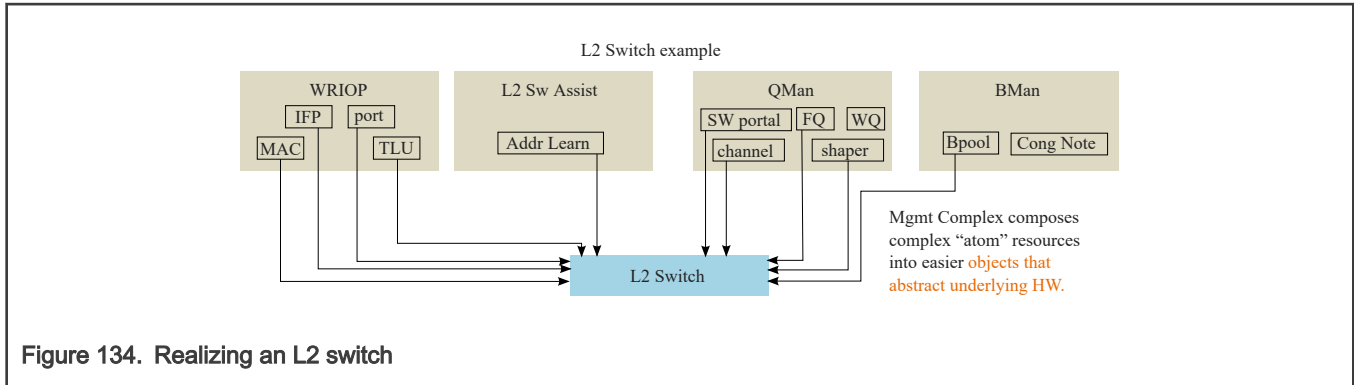 L2 Switch example
WRIOP
IFP
port
MAC
TLU
L2 Sw Assist
Addr Learn
QMan
SW portal
FQ
WQ
channel
shaper
BMan
Bpool
Cong Note
Mgmt Complex composes
complex “atom” resources
into easier objects that
abstract underlying HW.
L2 Switch
Figure 134. Realizing an L2 switch